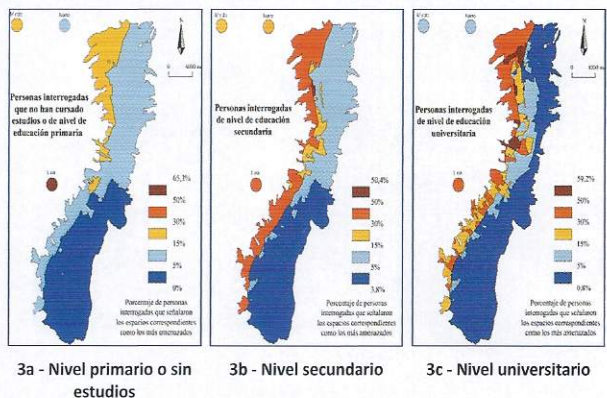 N
Personas interrogadas
que no han cursado
estudios o de nivel de
educación primaria
65,1%
50%
30%
15%
5%
0%
Porcentaje de personas
interrogadas que señalaron
los espacios correspondientes
como los más amenazados
3a - Nivel primario o sin
estudios
Personas interrogadas
de nivel de educación
secundaria
50,4%
50%
30%
15%
5%
3.8%
Porcentaje de personas
interrogadas que señalaron
los espacios correspondientes
como los más amenazados
3b - Nivel secundario
Personas interrogadas
de nivel de educación
universitaria
59,2%
50%
30%
15%
5%
0.8%
Porcentaje de personas
interrogadas que señalaron
los espacios correspondientes
como los más amenazados
3c - Nivel universitario